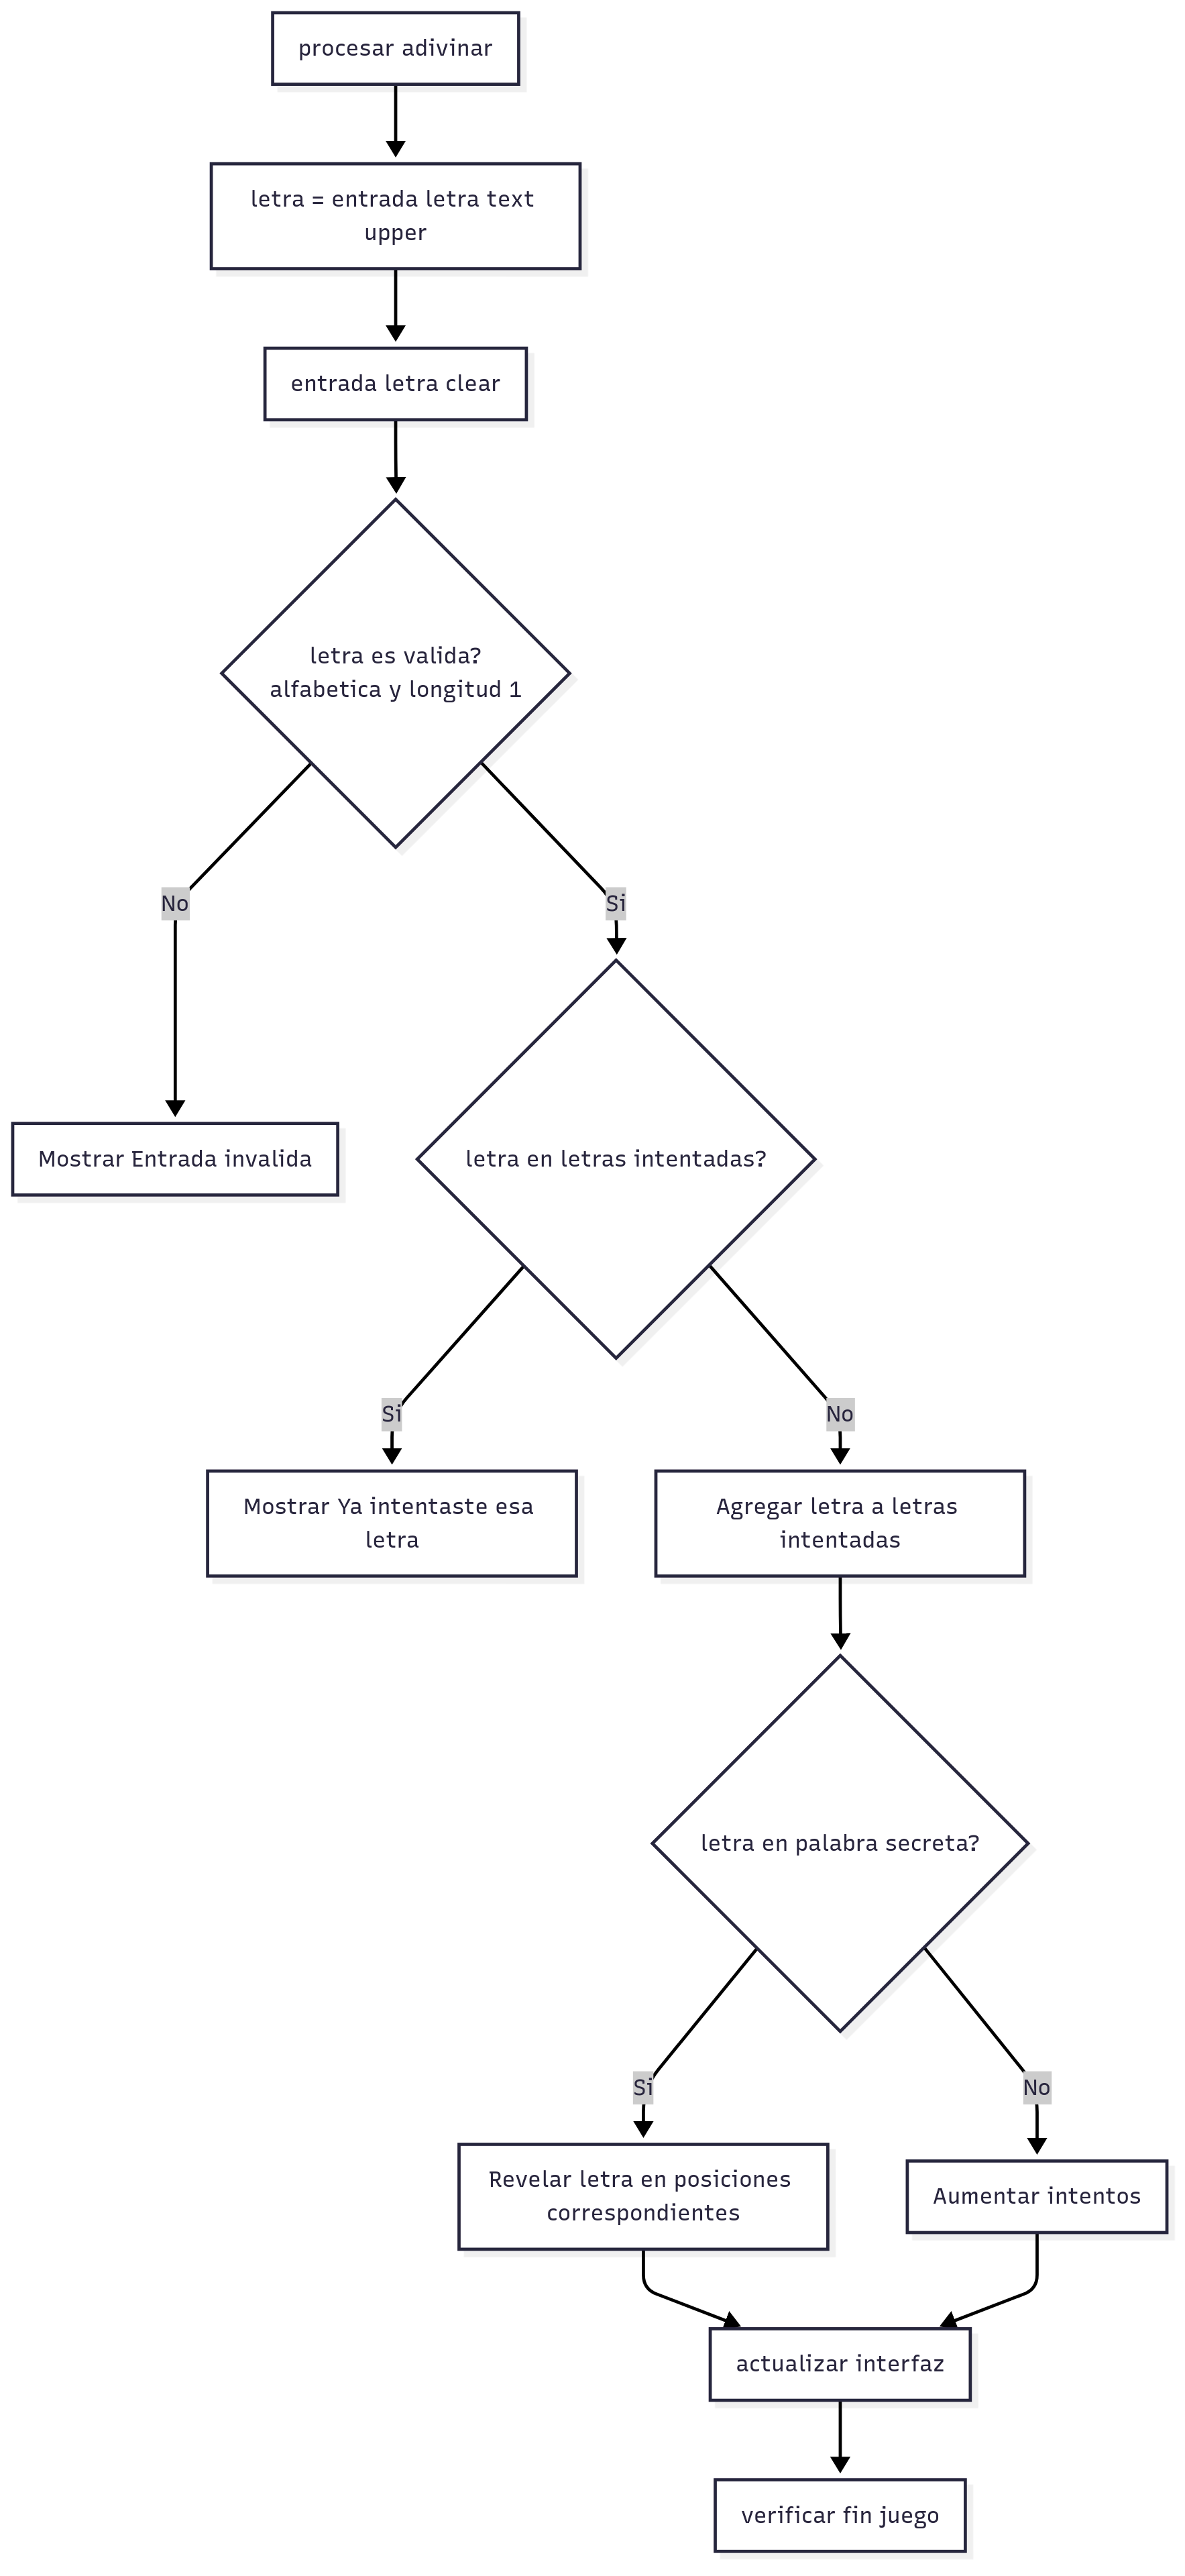 procesar adivinar
letra = entrada letra text
upper
entrada letra clear
letra es valida?
alfabetica y longitud 1
No
Si
Mostrar Entrada invalida
letra en letras intentadas?
Si
No
Mostrar Ya intentaste esa
letra
Agregar letra a letras
intentadas
letra en palabra secreta?
Si
No
Revelar letra en posiciones
correspondientes
Aumentar intentos
actualizar interfaz
verificar fin juego